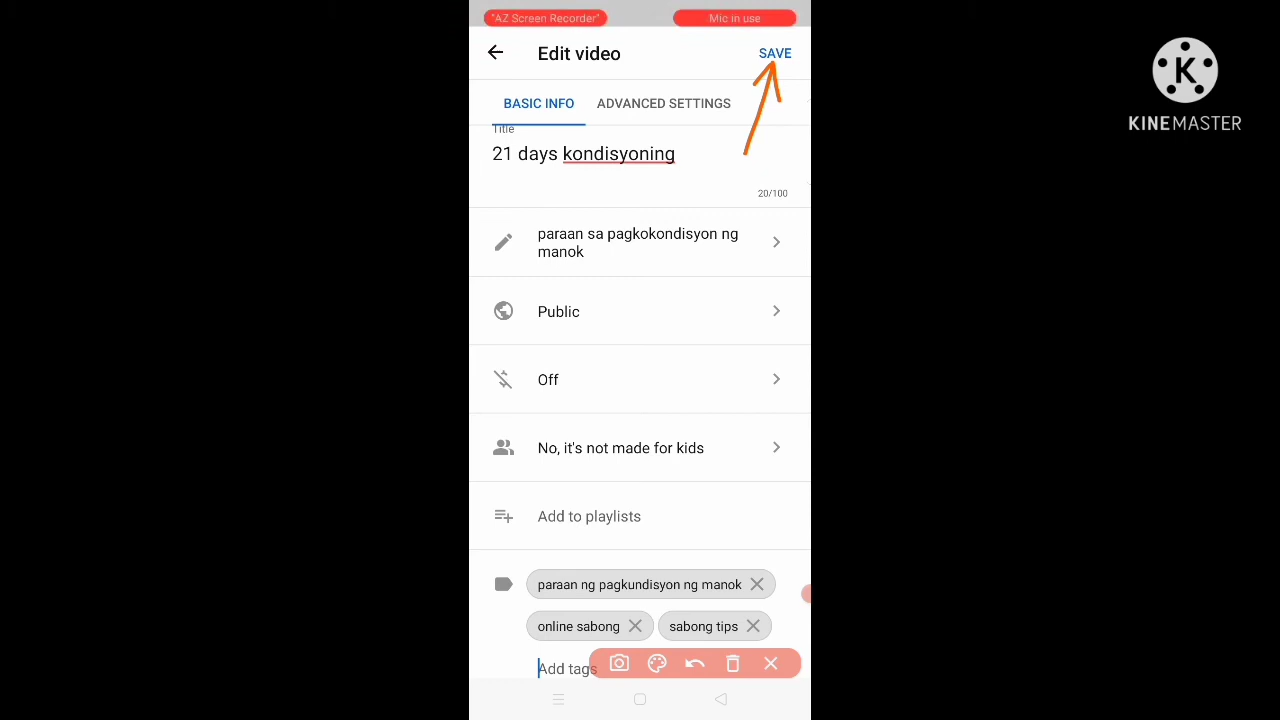 "AZ Screen Recorder"
Mic in use
Edit video
SAVE
BASIC INFO
ADVANCED SETTINGS
Title
21 days kondisyoning
20/100
paraan sa pagkokondisyon ng
manok
Public
Off
No, it's not made for kids
Add to playlists
paraan ng pagkundisyon ng manok
online sabong
sabong tips
Add tags
K
KINEMASTER